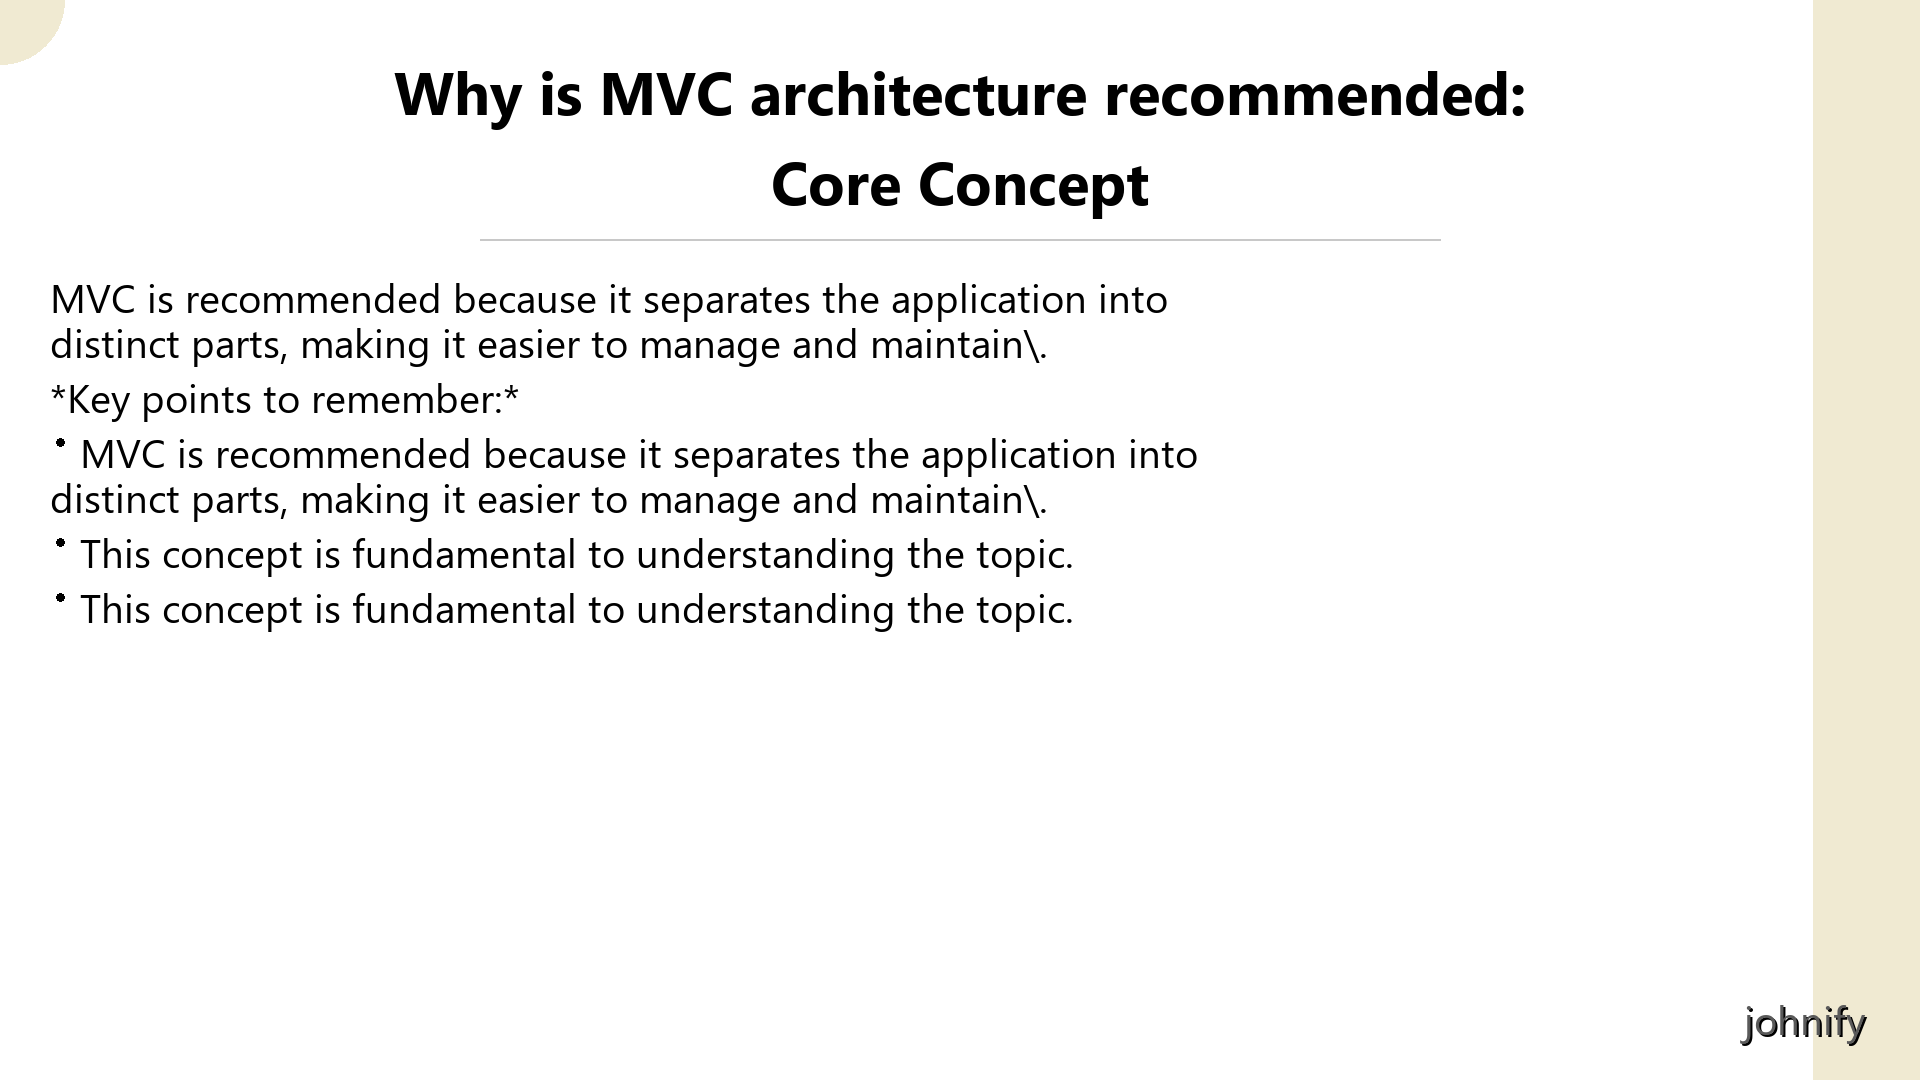 Why is MVC architecture recommended:
Core Concept
MVC is recommended because it separates the application into
distinct parts, making it easier to manage and maintain\.
*Key points to remember:*
• MVC is recommended because it separates the application into
distinct parts, making it easier to manage and maintain\.
• This concept is fundamental to understanding the topic.
• This concept is fundamental to understanding the topic.
johnify